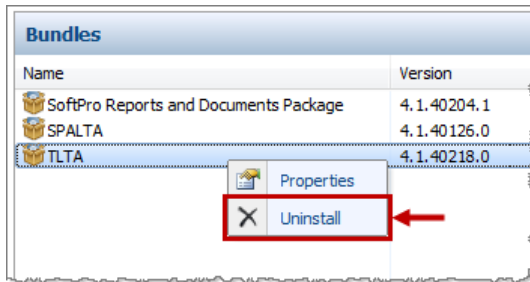 Bundles
Name Version
SoftPro Reports and Documents Package 4.1.40204.1
SPALTA 4.1.40126.0
TLTA 4.1.40218.0
Properties
Uninstall